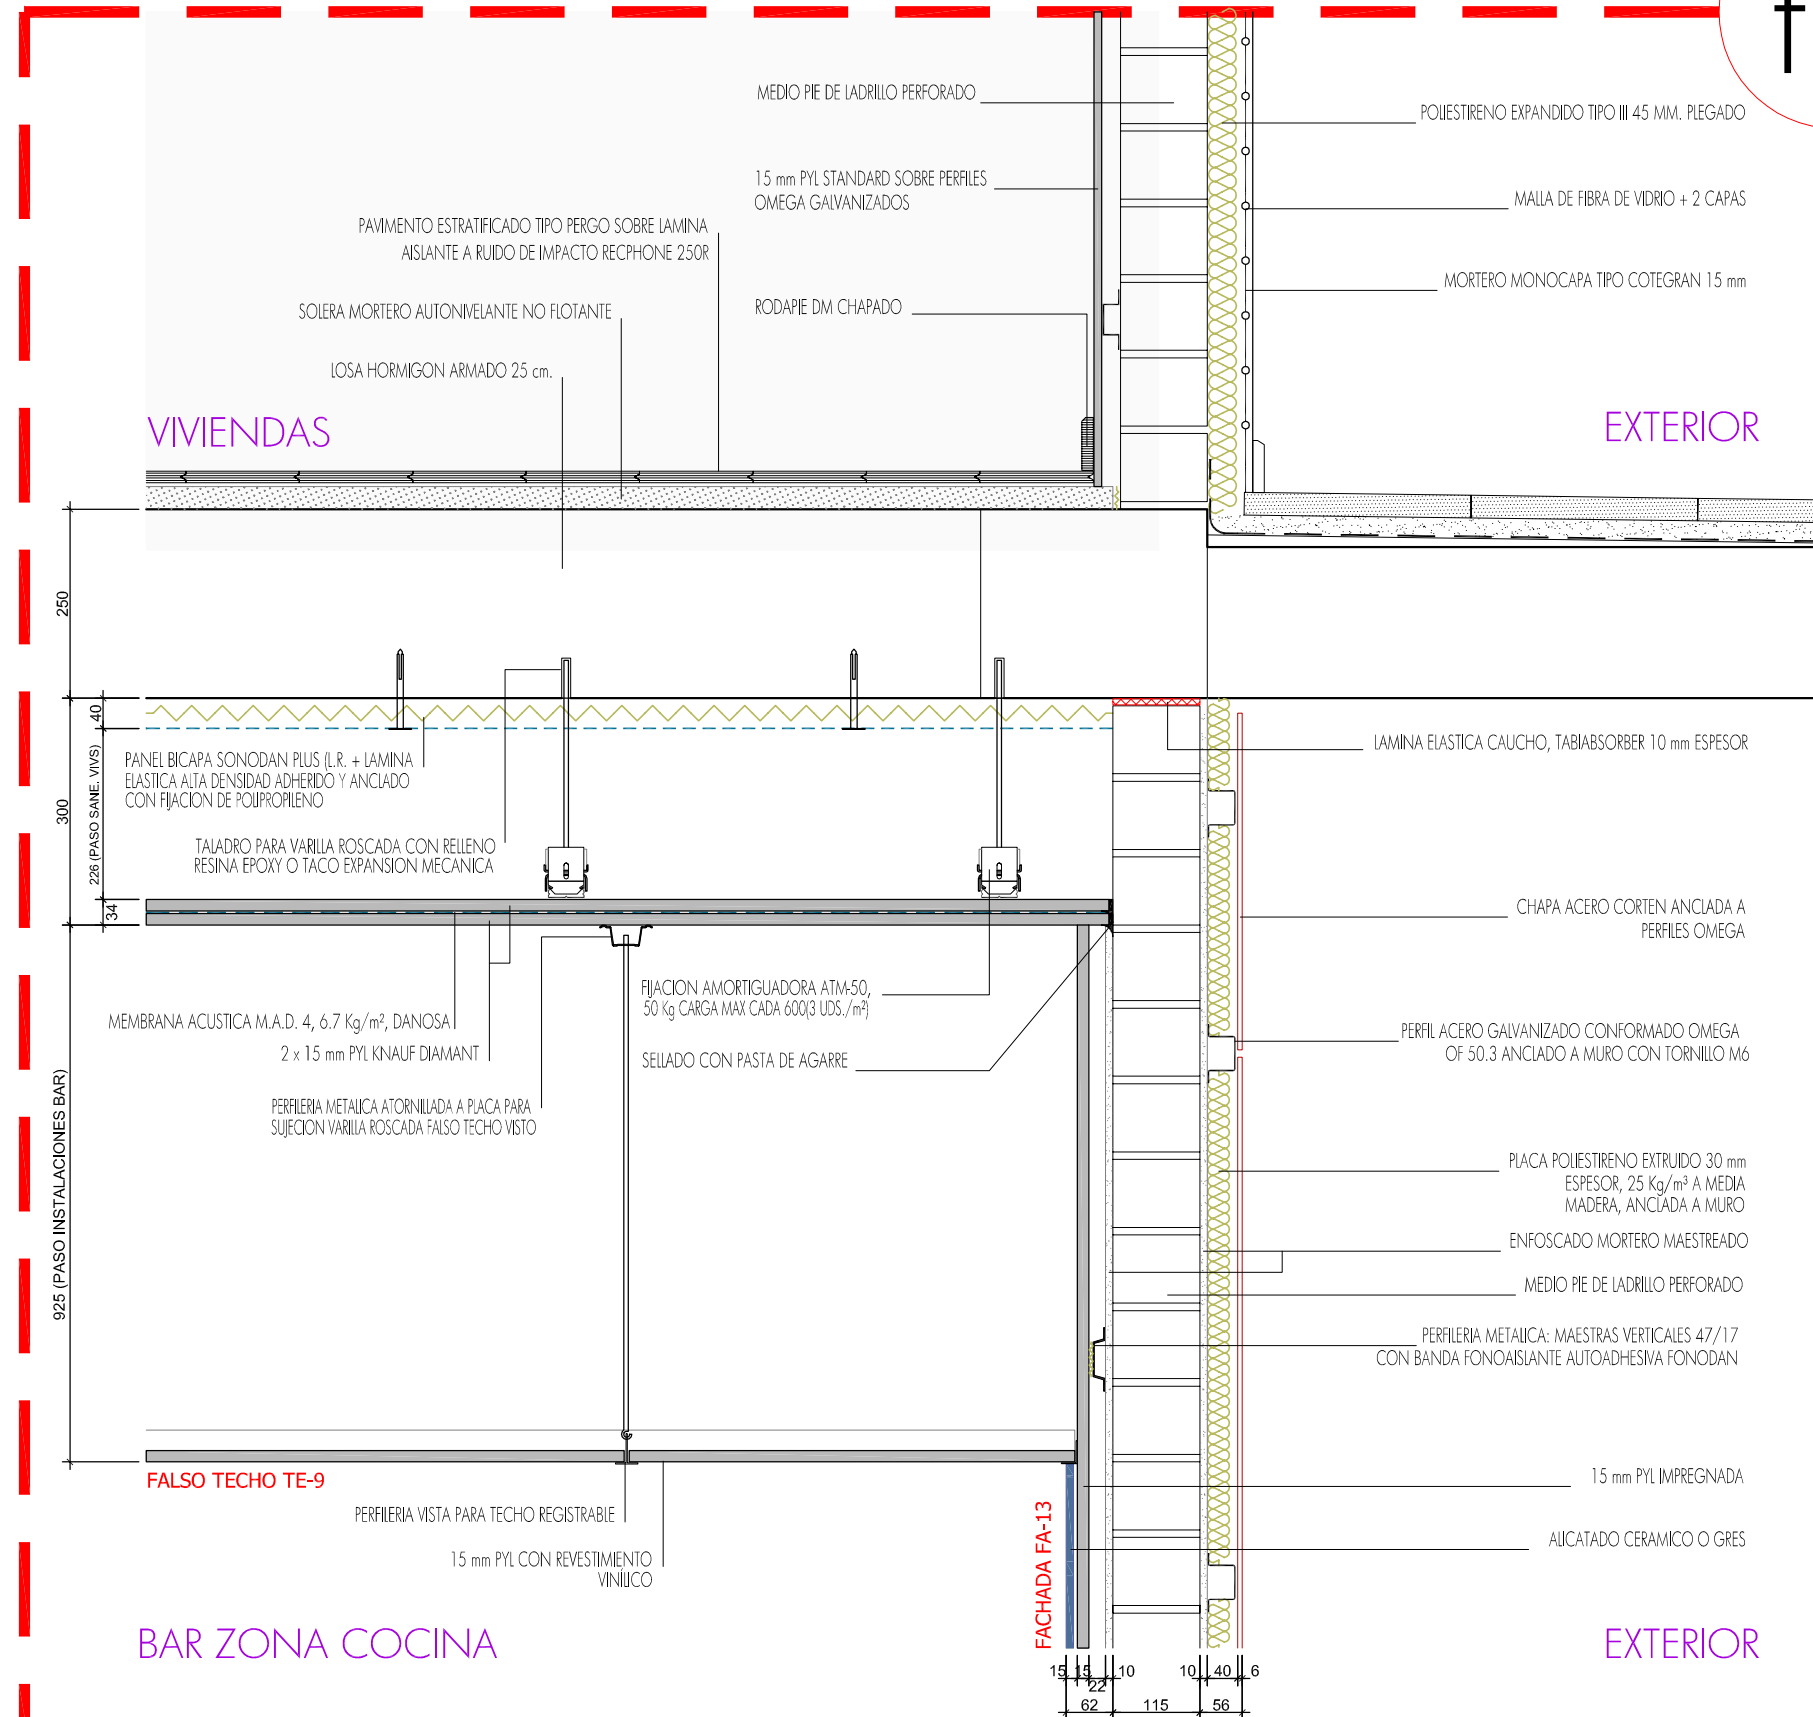 MEDIO PIE DE LADRILLO PERFORADO
POLIESTIRENO EXPANDIDO TIPO III 45 MM. PLEGADO
15 mm PYL STANDARD SOBRE PERFILES
OMEGA GALVANIZADOS
MALLA DE FIBRA DE VIDRIO + 2 CAPAS
PAVIMENTO ESTRATIFICADO TIPO PERGO SOBRE LAMINA
AISLANTE A RUIDO DE IMPACTO RECPHONE 250R
MORTERO MONOCAPA TIPO COTEGRAN 15 mm
SOLERA MORTERO AUTONIVELANTE NO FLOTANTE
RODAPIE DM CHAPADO
LOSA HORMIGON ARMADO 25 cm.
VIVIENDAS
EXTERIOR
250
40
300
226 (PASO SANE. VIVS)
34
925 (PASO INSTALACIONES BAR)
PANEL BICAPA SONODAN PLUS (L.R. + LAMINA
ELASTICA ALTA DENSIDAD ADHERIDO Y ANCLADO
CON FIJACION DE POLIPROPILENO
LAMINA ELASTICA CAUCHO, TABIABSORBER 10 mm ESPESOR
TALADRO PARA VARILLA ROSCADA CON RELLENO
RESINA EPOXY O TACO EXPANSION MECANICA
CHAPA ACERO CORTEN ANCLADA A
PERFILES OMEGA
FIJACION AMORTIGUADORA ATM-50,
50 Kg CARGA MAX CADA 600(3 UDS./m²)
MEMBRANA ACUSTICA M.A.D. 4, 6.7 Kg/m², DANOSA
2 x 15 mm PYL KNAUF DIAMANT
SELLADO CON PASTA DE AGARRE
PERFIL ACERO GALVANIZADO CONFORMADO OMEGA
OF 50.3 ANCLADO A MURO CON TORNILLO M6
PERFILERIA METALICA ATORNILLADA A PLACA PARA
SUJECION VARILLA ROSCADA FALSO TECHO VISTO
PLACA POLIESTIRENO EXTRUIDO 30 mm
ESPESOR, 25 Kg/m³ A MEDIA
MADERA, ANCLADA A MURO
ENFOSCADO MORTERO MAESTREADO
MEDIO PIE DE LADRILLO PERFORADO
PERFILERIA METALICA: MAESTRAS VERTICALES 47/17
CON BANDA FONOAISLANTE AUTOADHESIVA FONODAN
FALSO TECHO TE-9
15 mm PYL IMPREGNADA
PERFILERIA VISTA PARA TECHO REGISTRABLE
ALICATADO CERAMICO O GRES
15 mm PYL CON REVESTIMIENTO
VINÍLICO
FACHADA FA-13
BAR ZONA COCINA
EXTERIOR
15 15 22 10 10 40 6
62 115 56